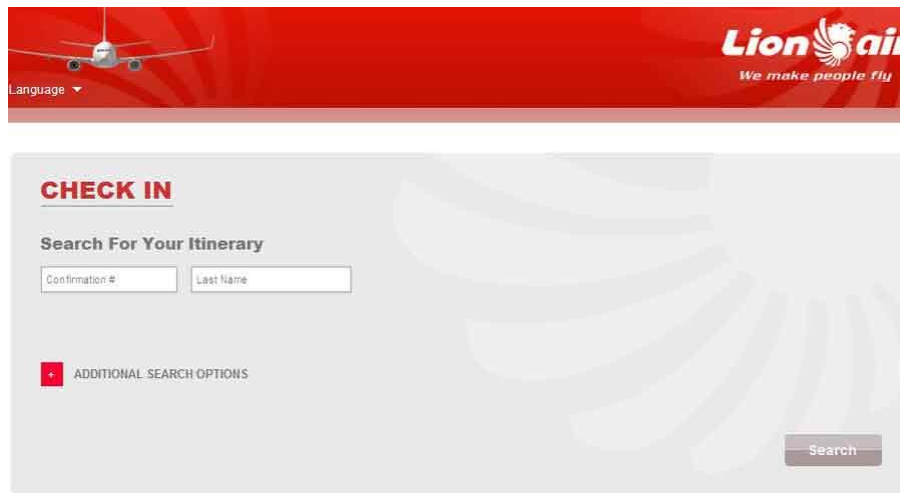 Lion air
We make people fly
Language
CHECK IN
Search For Your Itinerary
Confirmation # Last Name
+ ADDITIONAL SEARCH OPTIONS
Search